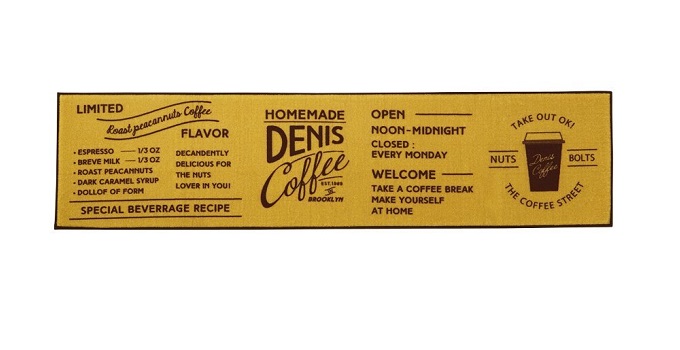 LIMITED
Roast peacannuts Coffee
FLAVOR
• ESPRESSO — 1/3 OZ
• BREVE MILK — 1/3 OZ
• ROAST PEACANNUTS
• DARK CARAMEL SYRUP
• DOLLOF OF FORM
DECANDENTLY
DELICIOUS FOR
THE NUTS
LOVER IN YOU!
SPECIAL BEVERRAGE RECIPE
HOMEMADE
DENIS
Coffee
EST.1996
BROOKLYN
OPEN
NOON-MIDNIGHT
CLOSED :
EVERY MONDAY
WELCOME
TAKE A COFFEE BREAK
MAKE YOURSELF
AT HOME
TAKE OUT OK!
NUTS
Denis
Coffee
BOLTS
THE COFFEE STREET